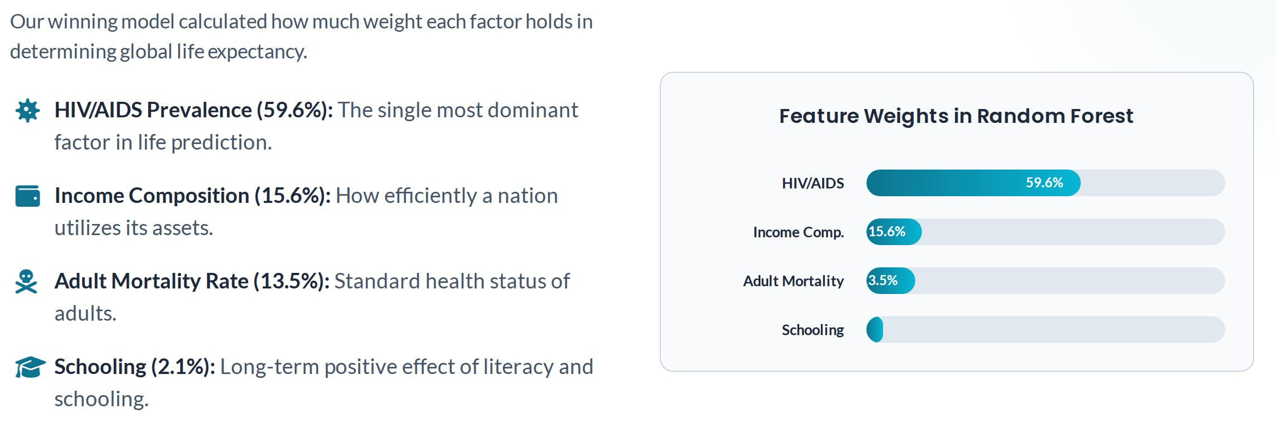 Our winning model calculated how much weight each factor holds in
determining global life expectancy.
HIV/AIDS Prevalence (59.6%): The single most dominant
factor in life prediction.
Income Composition (15.6%): How efficiently a nation
utilizes its assets.
Adult Mortality Rate (13.5%): Standard health status of
adults.
Schooling (2.1%): Long-term positive effect of literacy and
schooling.
Feature Weights in Random Forest
HIV/AIDS 59.6%
Income Comp. 15.6%
Adult Mortality 3.5%
Schooling